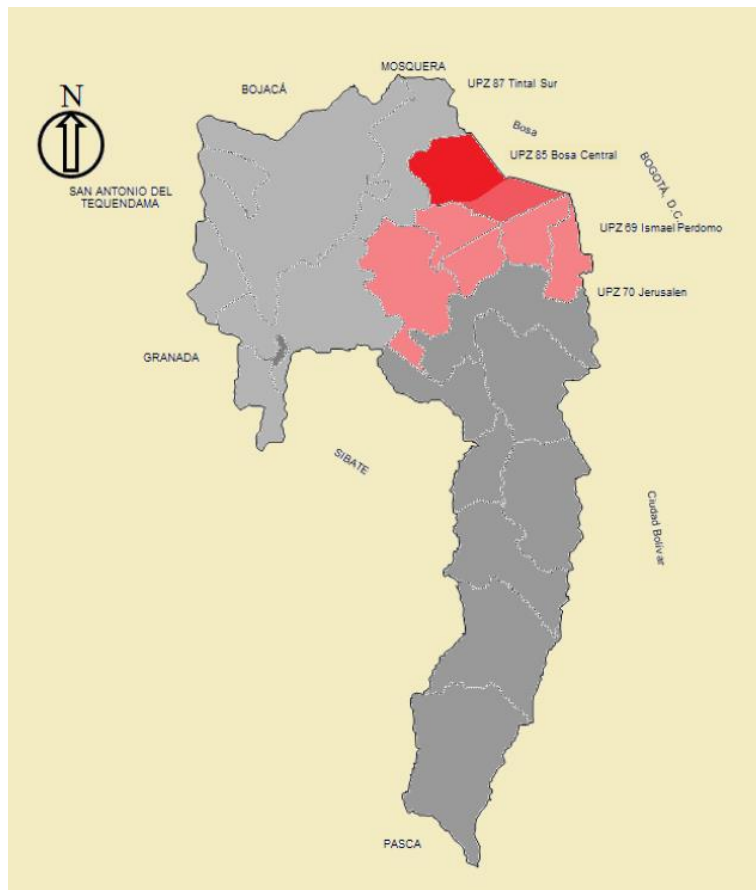 MOSQUERA
BOJACÁ
UPZ 87 Tintal Sur
N
Bosa
UPZ 85 Bosa Central
BOGOTÁ, D.C.
SAN ANTONIO DEL
TEQUENDAMA
UPZ 69 Ismael Perdomo
UPZ 70 Jerusalen
GRANADA
SIBATE
Ciudad Bolívar
PASCA